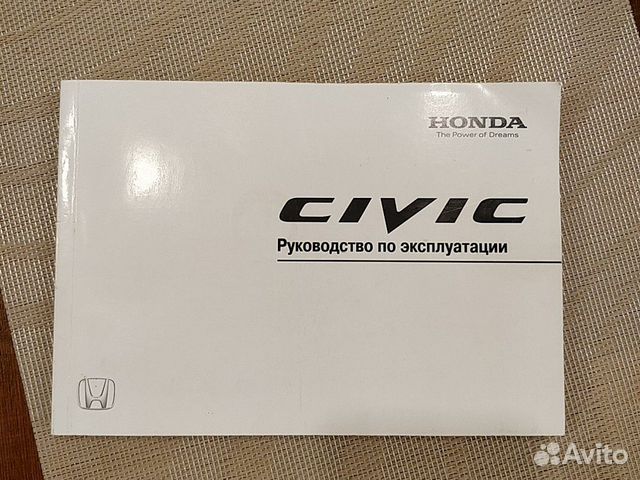 HONDA
The Power of Dreams
CIVIC
Руководство по эксплуатации
Avito